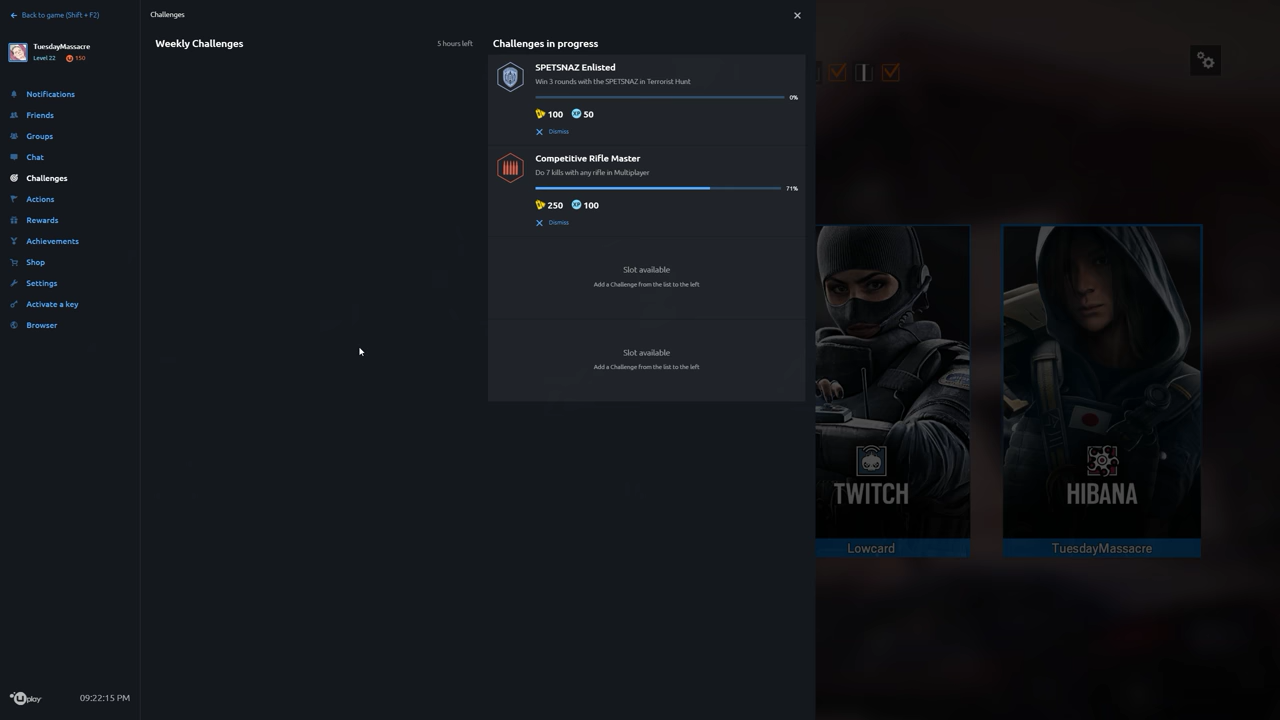 Back to game (Shift + F2)
TuesdayMassacre
Level 22
150
Notifications
Friends
Groups
Chat
Challenges
Actions
Rewards
Achievements
Shop
Settings
Activate a key
Browser
Uplay
09:22:15 PM
Challenges
Weekly Challenges
5 hours left
Challenges in progress
SPETSNAZ Enlisted
Win 3 rounds with the SPETSNAZ in Terrorist Hunt
0%
100 XP 50
Dismiss
Competitive Rifle Master
Do 7 kills with any rifle in Multiplayer
71%
250 XP 100
Dismiss
Slot available
Add a Challenge from the list to the left
Slot available
Add a Challenge from the list to the left
TWITCH
Lowcard
HIBANA
TuesdayMassacre